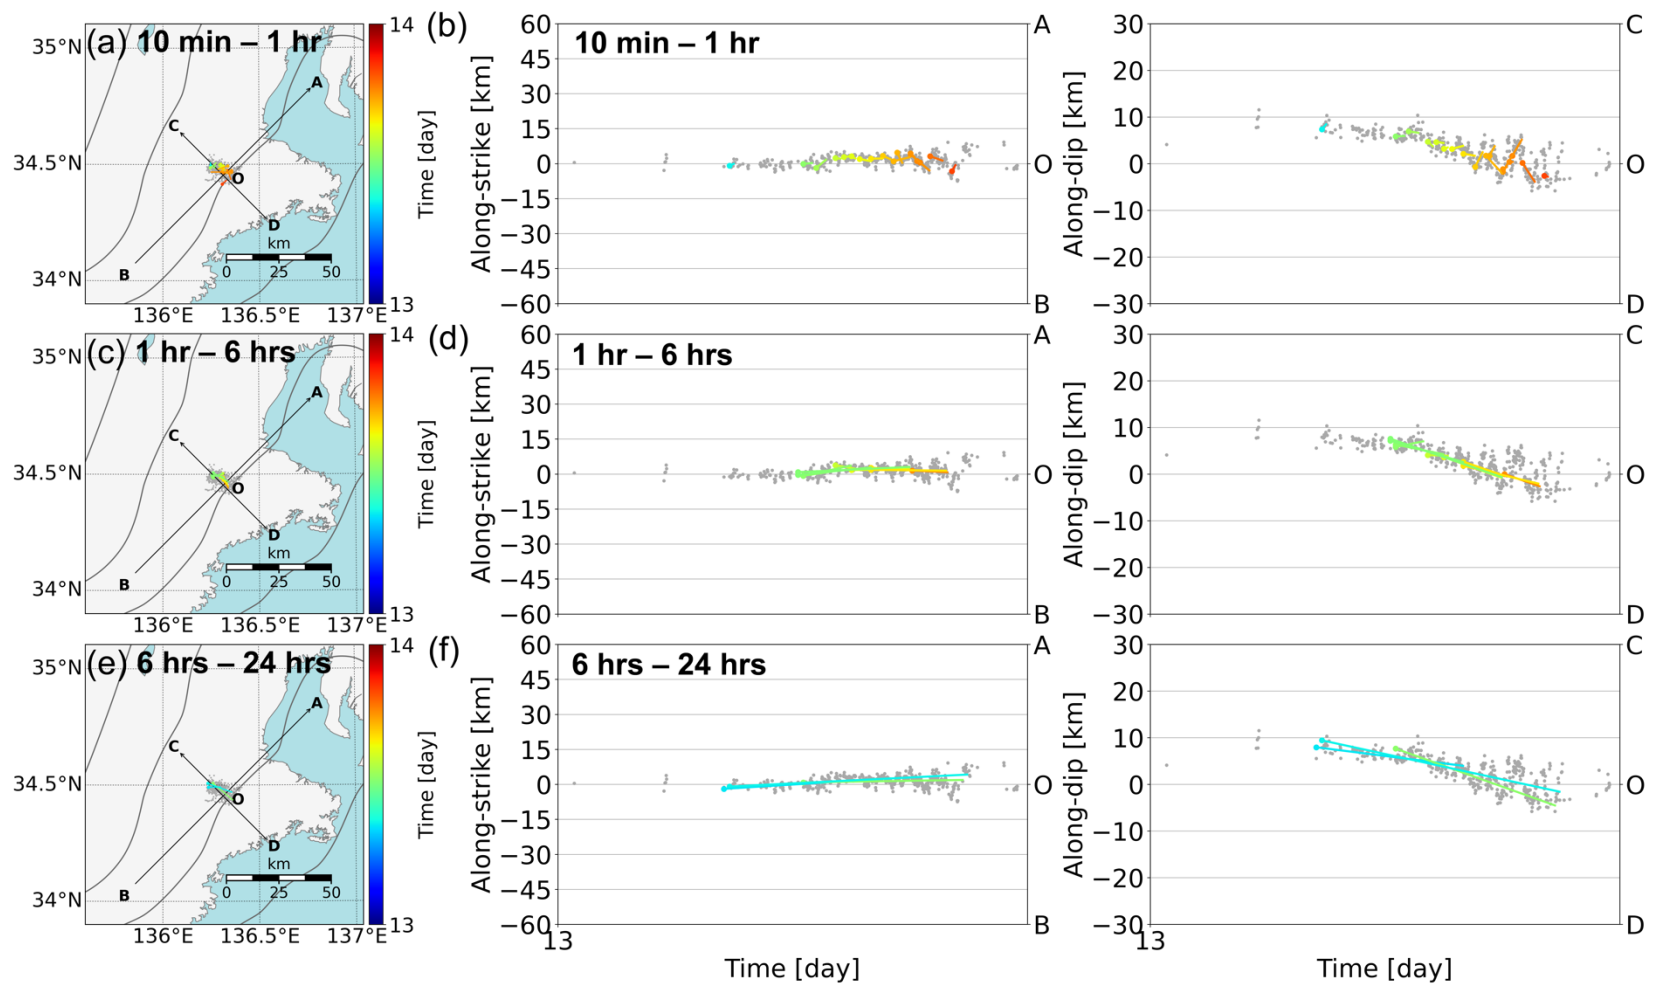 (a) 10 min – 1 hr
35°N
34.5°N
34°N
136°E
136.5°E
137°E
A
B
C
D
O
km
0
25
50
14
13
Time [day]
(b)
10 min – 1 hr
60
45
30
15
0
−15
−30
−45
−60
Along-strike [km]
A
O
B
30
20
10
0
−10
−20
−30
Along-dip [km]
C
O
D
(c) 1 hr – 6 hrs
35°N
34.5°N
34°N
136°E
136.5°E
137°E
A
B
C
D
O
km
0
25
50
14
13
Time [day]
(d)
1 hr – 6 hrs
60
45
30
15
0
−15
−30
−45
−60
Along-strike [km]
A
O
B
30
20
10
0
−10
−20
−30
Along-dip [km]
C
O
D
(e) 6 hrs – 24 hrs
35°N
34.5°N
34°N
136°E
136.5°E
137°E
A
B
C
D
O
km
0
25
50
14
13
Time [day]
(f)
6 hrs – 24 hrs
60
45
30
15
0
−15
−30
−45
−60
Along-strike [km]
A
O
B
13
Time [day]
30
20
10
0
−10
−20
−30
Along-dip [km]
C
O
D
13
Time [day]